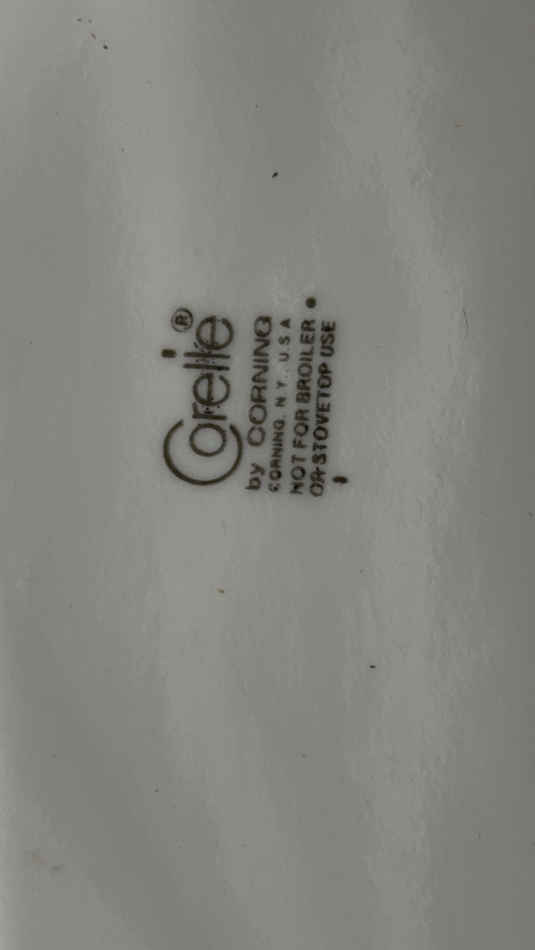 Corelle®
by CORNING
CORNING, N.Y., U.S.A
NOT FOR BROILER
OR STOVETOP USE